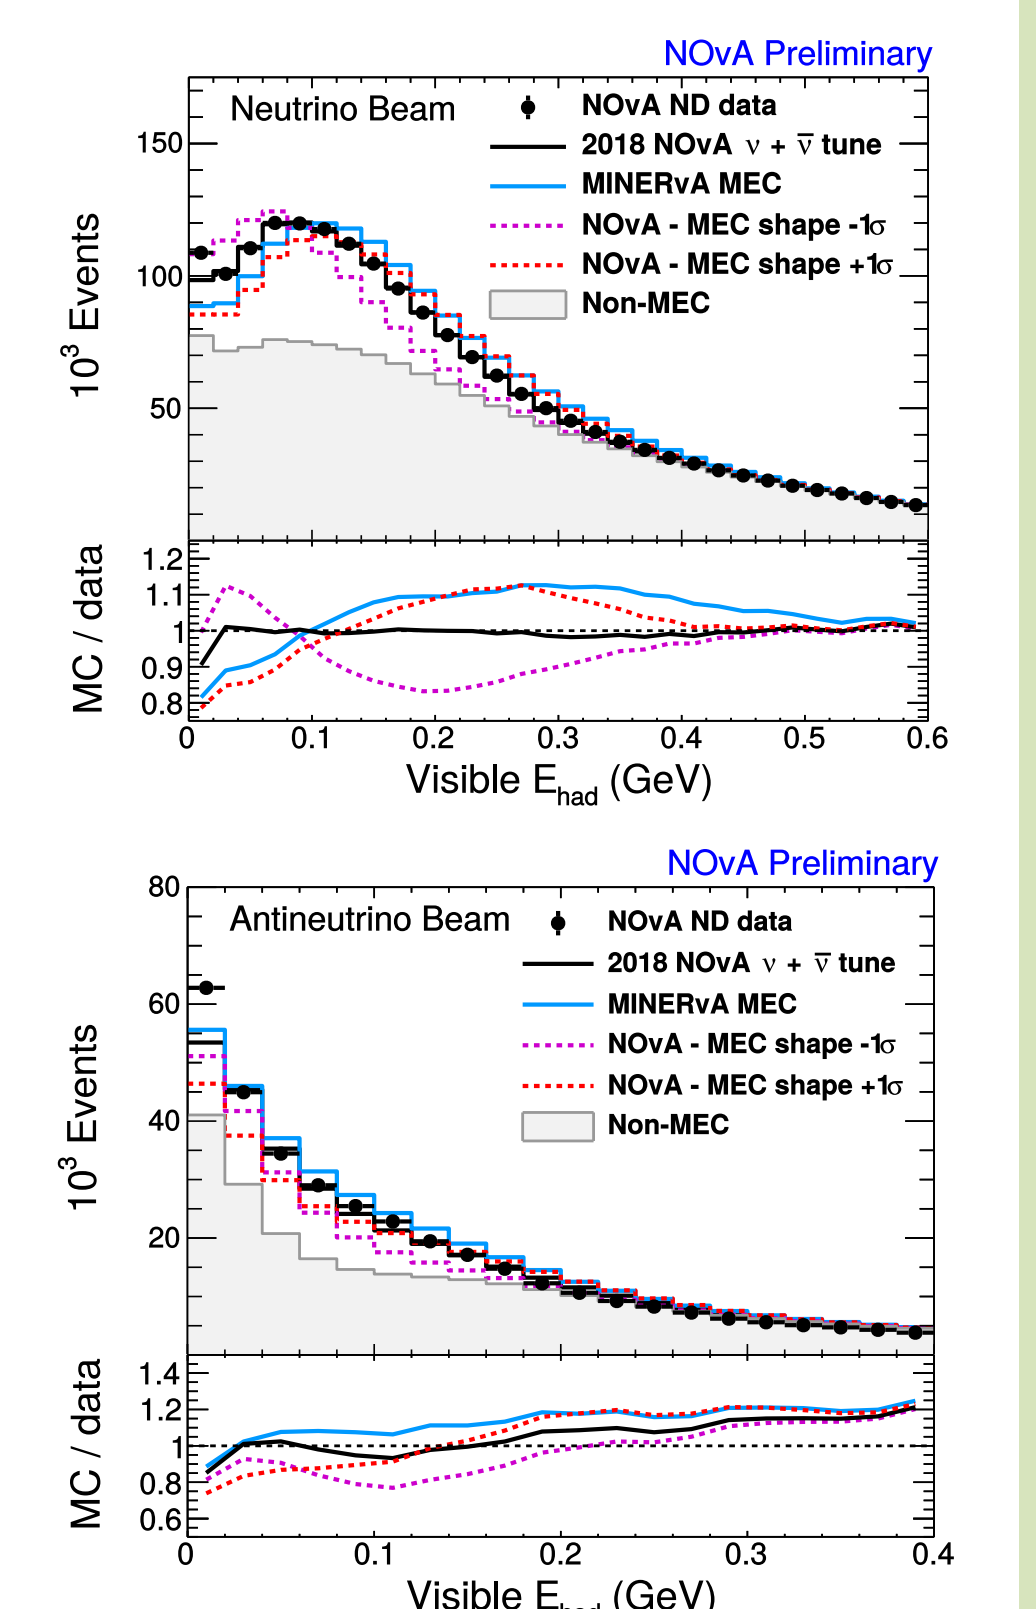 NOvA Preliminary
Neutrino Beam
NOvA ND data
2018 NOvA ν + ν̅ tune
MINERvA MEC
NOvA - MEC shape -1σ
NOvA - MEC shape +1σ
Non-MEC
10³ Events
150
100
50
MC / data
1.2
1.1
1
0.9
0.8
0 0.1 0.2 0.3 0.4 0.5 0.6
Visible E_had (GeV)
NOvA Preliminary
Antineutrino Beam
NOvA ND data
2018 NOvA ν + ν̅ tune
MINERvA MEC
NOvA - MEC shape -1σ
NOvA - MEC shape +1σ
Non-MEC
10³ Events
80
60
40
20
MC / data
1.4
1.2
1
0.8
0.6
0 0.1 0.2 0.3 0.4
Visible E_had (GeV)